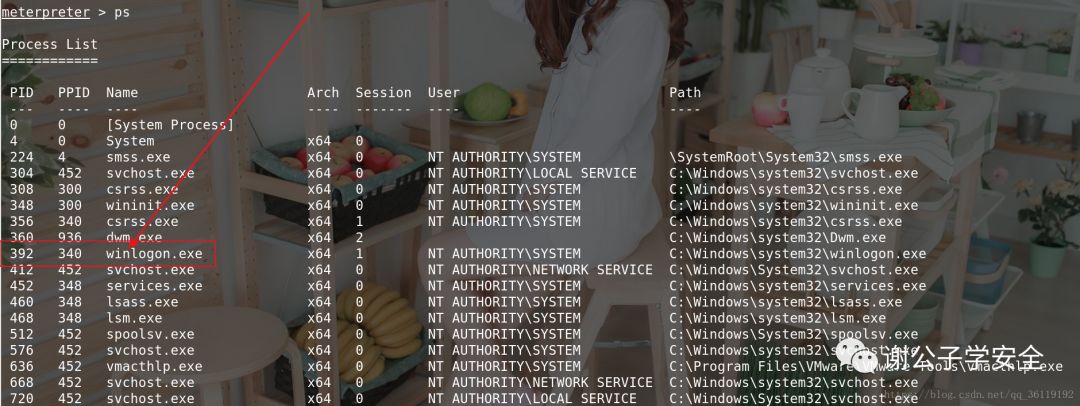 meterpreter > ps
Process List
============
PID PPID Name Arch Session User Path
--- ---- ---- ---- ------- ---- ----
0 0 [System Process]
4 0 System x64 0
224 4 smss.exe x64 0 NT AUTHORITY\SYSTEM \SystemRoot\System32\smss.exe
304 452 svchost.exe x64 0 NT AUTHORITY\LOCAL SERVICE C:\Windows\system32\svchost.exe
308 300 csrss.exe x64 0 NT AUTHORITY\SYSTEM C:\Windows\system32\csrss.exe
348 300 wininit.exe x64 0 NT AUTHORITY\SYSTEM C:\Windows\system32\wininit.exe
356 340 csrss.exe x64 1 NT AUTHORITY\SYSTEM C:\Windows\system32\csrss.exe
360 936 dwm.exe x64 2 C:\Windows\system32\Dwm.exe
392 340 winlogon.exe x64 1 NT AUTHORITY\SYSTEM C:\Windows\system32\winlogon.exe
412 452 svchost.exe x64 0 NT AUTHORITY\NETWORK SERVICE C:\Windows\system32\svchost.exe
452 348 services.exe x64 0 NT AUTHORITY\SYSTEM C:\Windows\system32\services.exe
460 348 lsass.exe x64 0 NT AUTHORITY\SYSTEM C:\Windows\system32\lsass.exe
468 348 lsm.exe x64 0 NT AUTHORITY\SYSTEM C:\Windows\system32\lsm.exe
512 452 spoolsv.exe x64 0 NT AUTHORITY\SYSTEM C:\Windows\System32\spoolsv.exe
576 452 svchost.exe x64 0 NT AUTHORITY\SYSTEM C:\Windows\system32\svchost.exe
636 452 vmacthlp.exe x64 0 NT AUTHORITY\SYSTEM C:\Program Files\VMware\VMware Tools\vmacthlp.exe
668 452 svchost.exe x64 0 NT AUTHORITY\NETWORK SERVICE C:\Windows\system32\svchost.exe
720 452 svchost.exe x64 0 NT AUTHORITY\LOCAL SERVICE C:\Windows\System32\svchost.exe
谢公子学安全
https://blog.csdn.net/qq_36119192